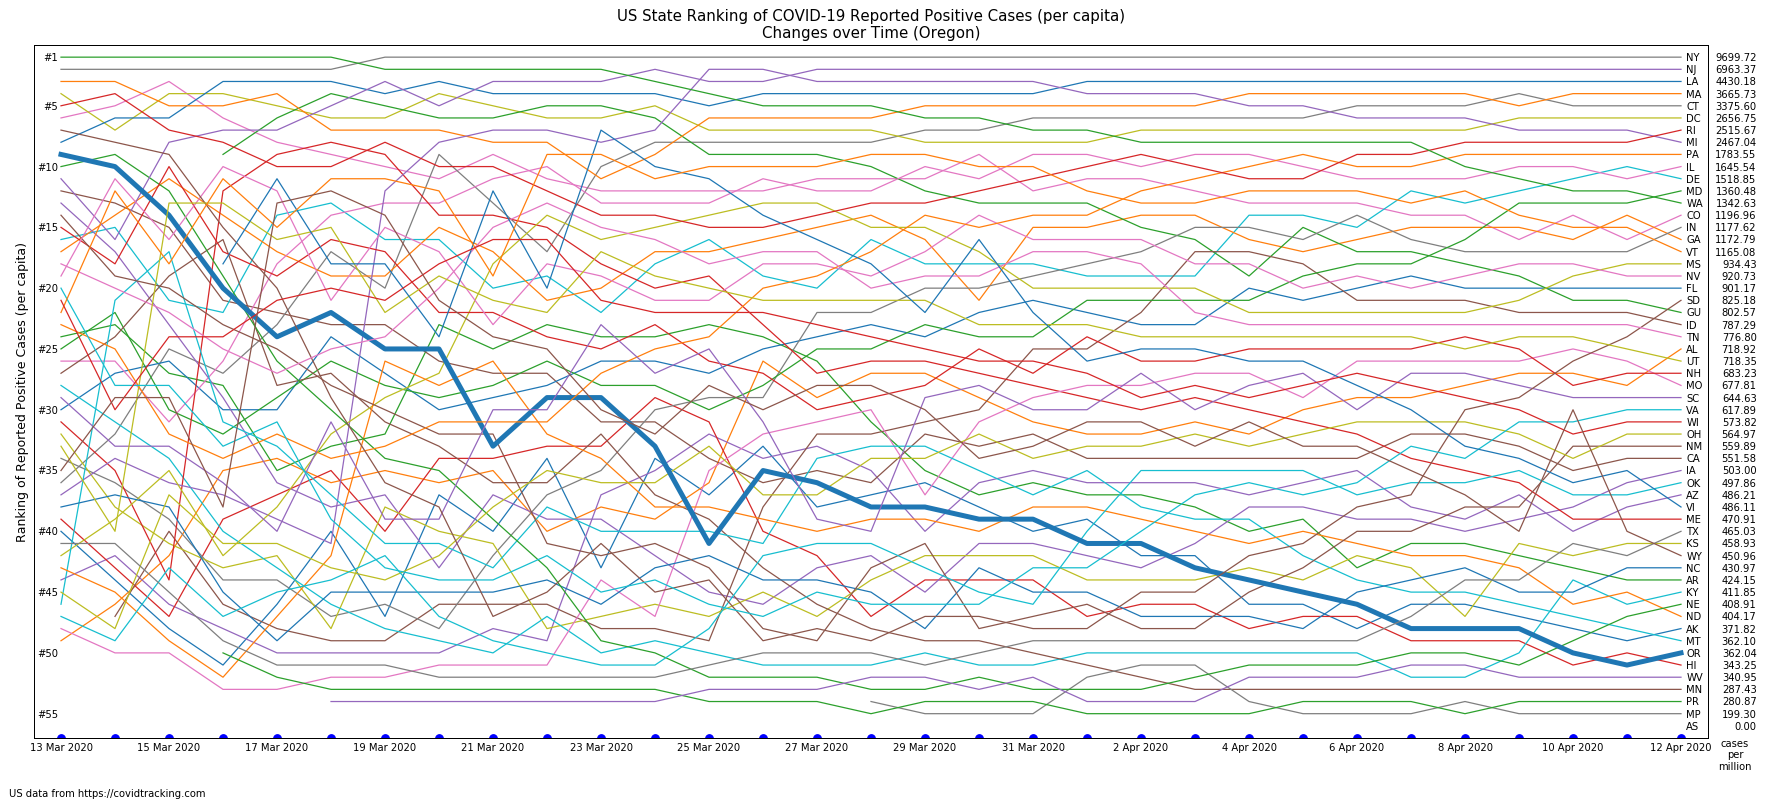 US State Ranking of COVID-19 Reported Positive Cases (per capita)
Changes over Time (Oregon)
Ranking of Reported Positive Cases (per capita)
#1
#5
#10
#15
#20
#25
#30
#35
#40
#45
#50
#55
NY 9699.72
NJ 6963.37
LA 4430.18
MA 3665.73
CT 3375.60
DC 2656.75
RI 2515.67
MI 2467.04
PA 1783.55
IL 1645.54
DE 1518.85
MD 1360.48
WA 1342.63
CO 1196.96
IN 1177.62
GA 1172.79
VT 1165.08
MS 934.43
NV 920.73
FL 901.17
SD 825.18
GU 802.57
ID 787.29
TN 776.80
AL 718.92
UT 718.35
NH 683.23
MO 677.81
SC 644.63
VA 617.89
WI 573.82
OH 564.97
NM 559.89
CA 551.58
IA 503.00
OK 497.86
AZ 486.21
VI 486.11
ME 470.91
TX 465.03
KS 458.93
WY 450.96
NC 430.97
AR 424.15
KY 411.85
NE 408.91
ND 404.17
AK 371.82
MT 362.10
OR 362.04
HI 343.25
WV 340.95
MN 287.43
PR 280.87
MP 199.30
AS 0.00
13 Mar 2020 15 Mar 2020 17 Mar 2020 19 Mar 2020 21 Mar 2020 23 Mar 2020 25 Mar 2020 27 Mar 2020 29 Mar 2020 31 Mar 2020 2 Apr 2020 4 Apr 2020 6 Apr 2020 8 Apr 2020 10 Apr 2020 12 Apr 2020
cases
per
million
US data from https://covidtracking.com